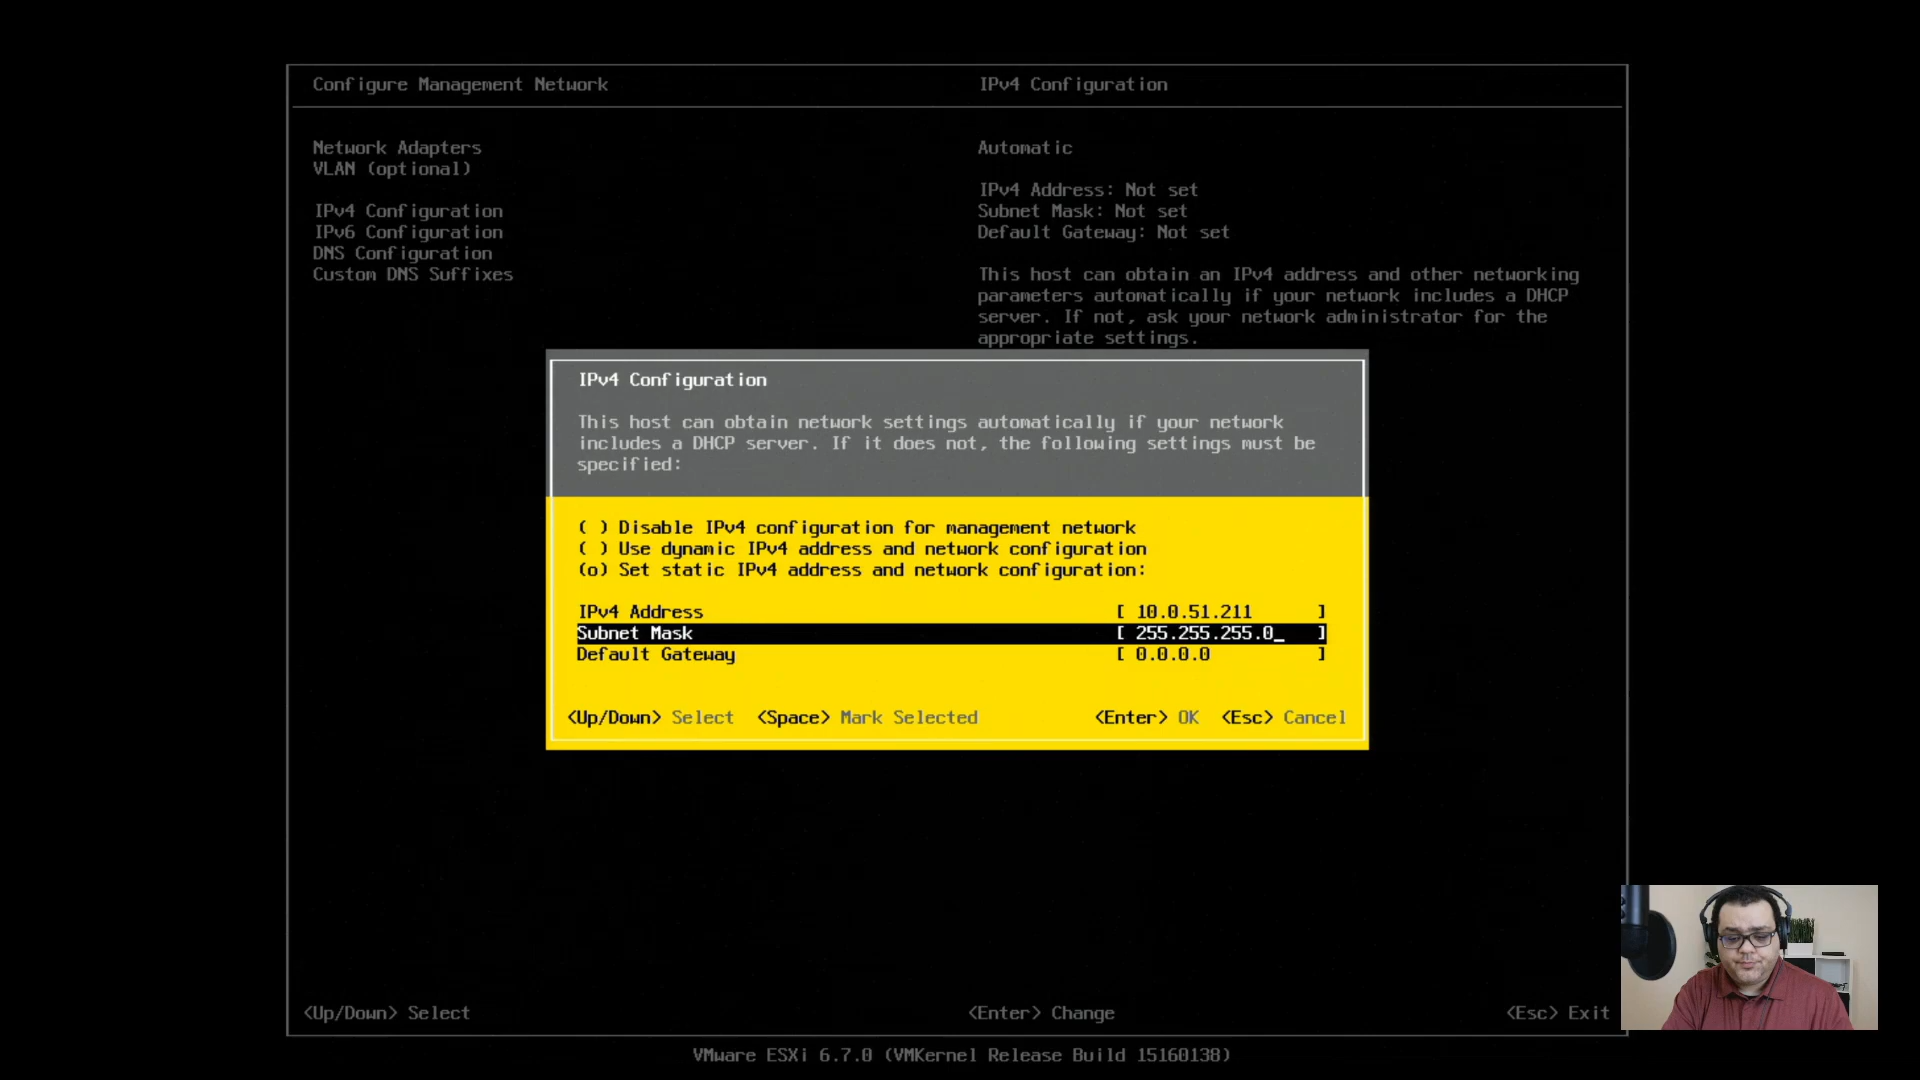 Configure Management Network
IPv4 Configuration
Network Adapters
VLAN (optional)
IPv4 Configuration
IPv6 Configuration
DNS Configuration
Custom DNS Suffixes
Automatic
IPv4 Address: Not set
Subnet Mask: Not set
Default Gateway: Not set
This host can obtain an IPv4 address and other networking
parameters automatically if your network includes a DHCP
server. If not, ask your network administrator for the
appropriate settings.
IPv4 Configuration
This host can obtain network settings automatically if your network
includes a DHCP server. If it does not, the following settings must be
specified:
( ) Disable IPv4 configuration for management network
( ) Use dynamic IPv4 address and network configuration
(o) Set static IPv4 address and network configuration:
IPv4 Address [ 10.0.51.211 ]
Subnet Mask [ 255.255.255.0_ ]
Default Gateway [ 0.0.0.0 ]
<Up/Down> Select <Space> Mark Selected <Enter> OK <Esc> Cancel
<Up/Down> Select <Enter> Change <Esc> Exit
VMware ESXi 6.7.0 (VMKernel Release Build 15160138)